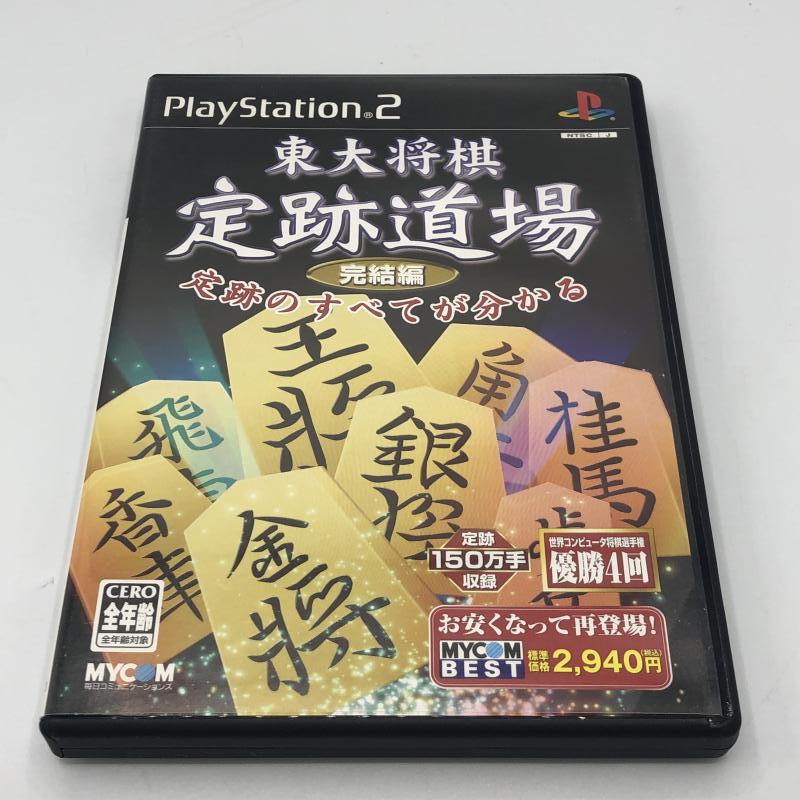 PlayStation®2
NTSC J
東大将棋
定跡道場
完結編
定跡のすべてが分かる
王将
飛車
角行
桂馬
銀将
香車
金将
歩兵
定跡
150万手
収録
世界コンピュータ将棋選手権
優勝4回
CERO
全年齢
全年齢対象
お安くなって再登場!
MYCOM
BEST
標準価格 2,940円(税込)
MYCOM
毎日コミュニケーションズ